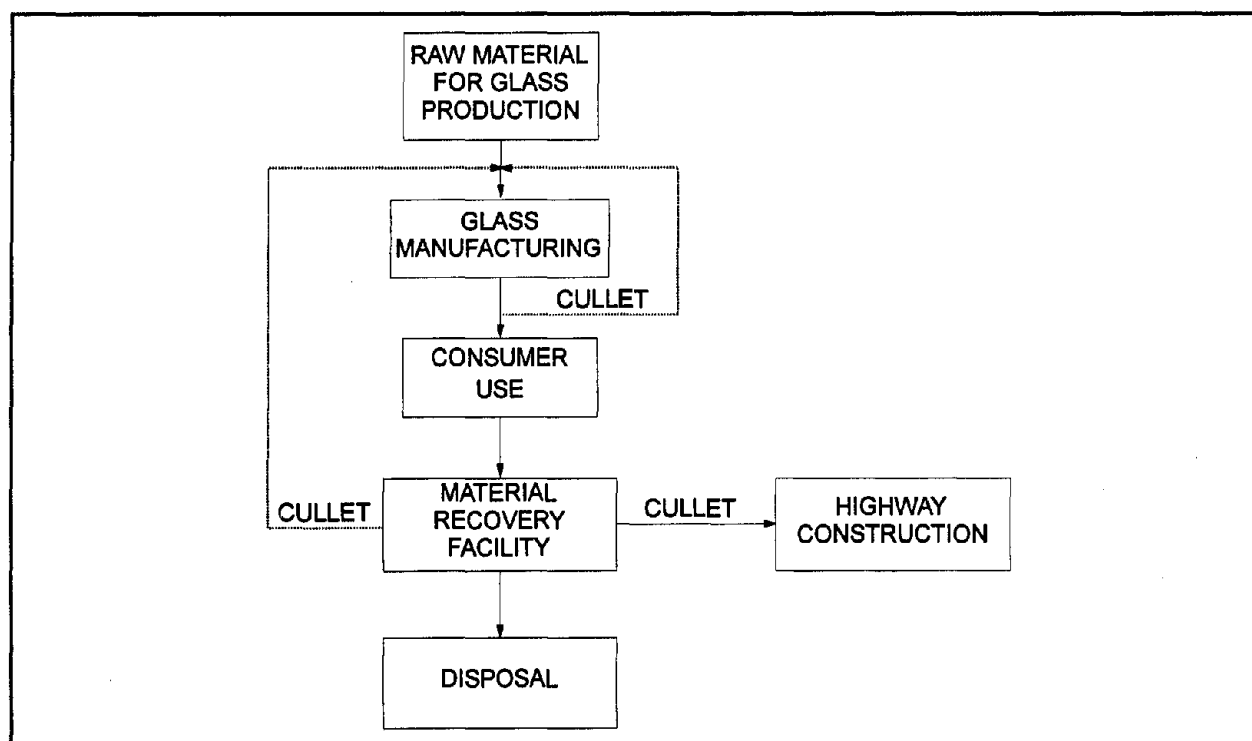 RAW MATERIAL
FOR GLASS
PRODUCTION
GLASS
MANUFACTURING
CULLET
CONSUMER
USE
CULLET
MATERIAL
RECOVERY
FACILITY
CULLET
HIGHWAY
CONSTRUCTION
DISPOSAL